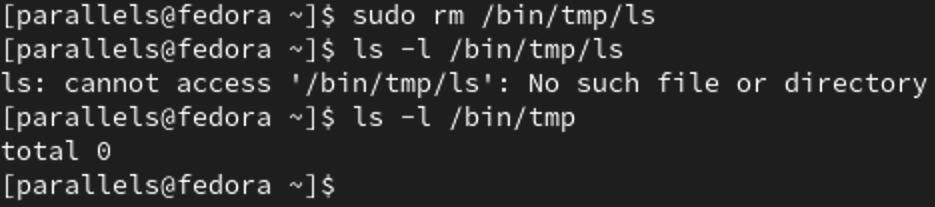 [parallels@fedora ~]$ sudo rm /bin/tmp/ls
[parallels@fedora ~]$ ls -l /bin/tmp/ls
ls: cannot access '/bin/tmp/ls': No such file or directory
[parallels@fedora ~]$ ls -l /bin/tmp
total 0
[parallels@fedora ~]$